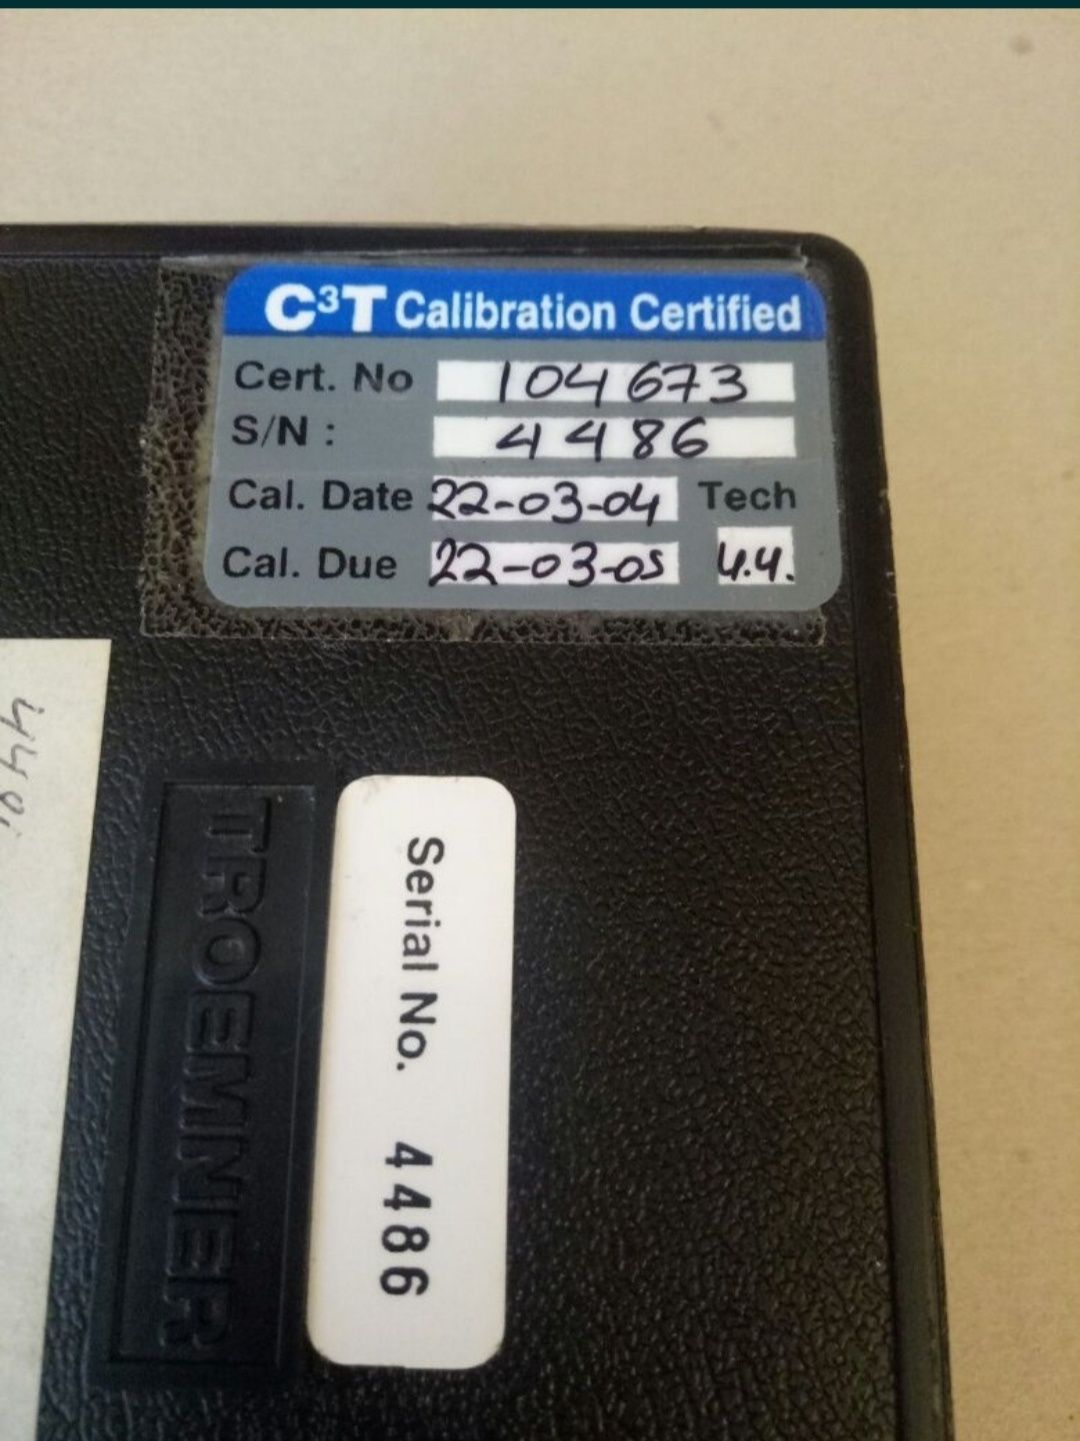 C³T Calibration Certified
Cert. No 104673
S/N : 4486
Cal. Date 22-03-04 Tech
Cal. Due 22-03-05 4.4.
TROEMNER
Serial No. 4486